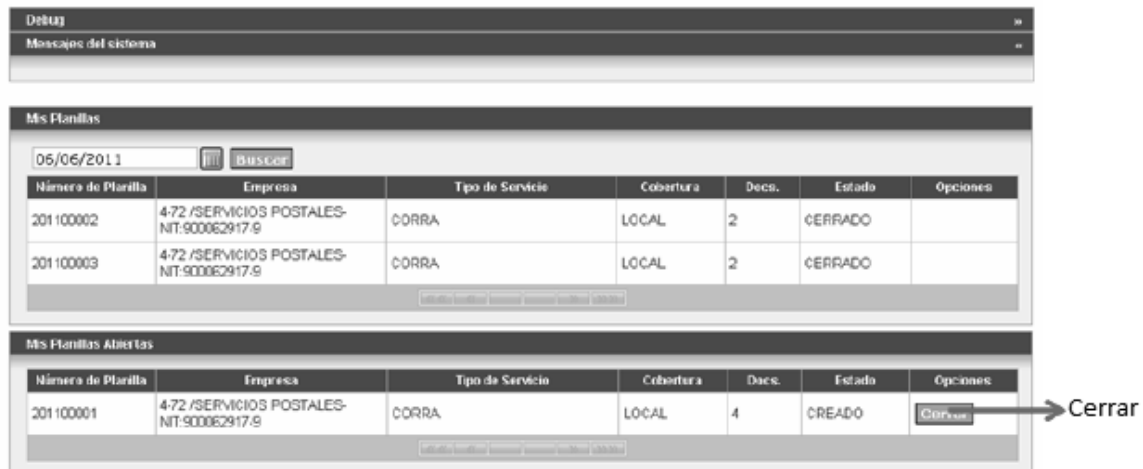 Debug »
Mensajes del sistema «
Mis Planillas
06/06/2011 Buscar
Número de Planilla Empresa Tipo de Servicio Cobertura Docs. Estado Opciones
201100002 4-72 /SERVICIOS POSTALES- CORRA LOCAL 2 CERRADO
NIT:900062917-9
201100003 4-72 /SERVICIOS POSTALES- CORRA LOCAL 2 CERRADO
NIT:900062917-9
Mis Planillas Abiertas
Número de Planilla Empresa Tipo de Servicio Cobertura Docs. Estado Opciones
201100001 4-72 /SERVICIOS POSTALES- CORRA LOCAL 4 CREADO Cerrar Cerrar
NIT:900062917-9